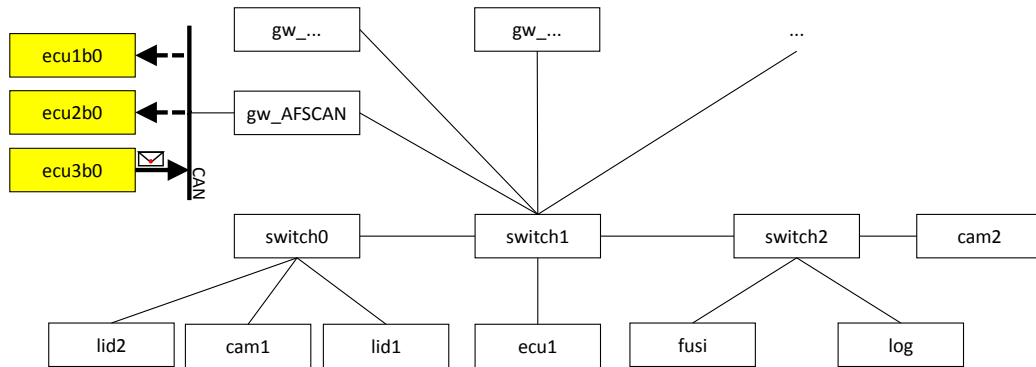 gw_...
gw_...
...
ecu1b0
ecu2b0
gw_AFSCAN
ecu3b0
CAN
switch0
switch1
switch2
cam2
lid2
cam1
lid1
ecu1
fusi
log